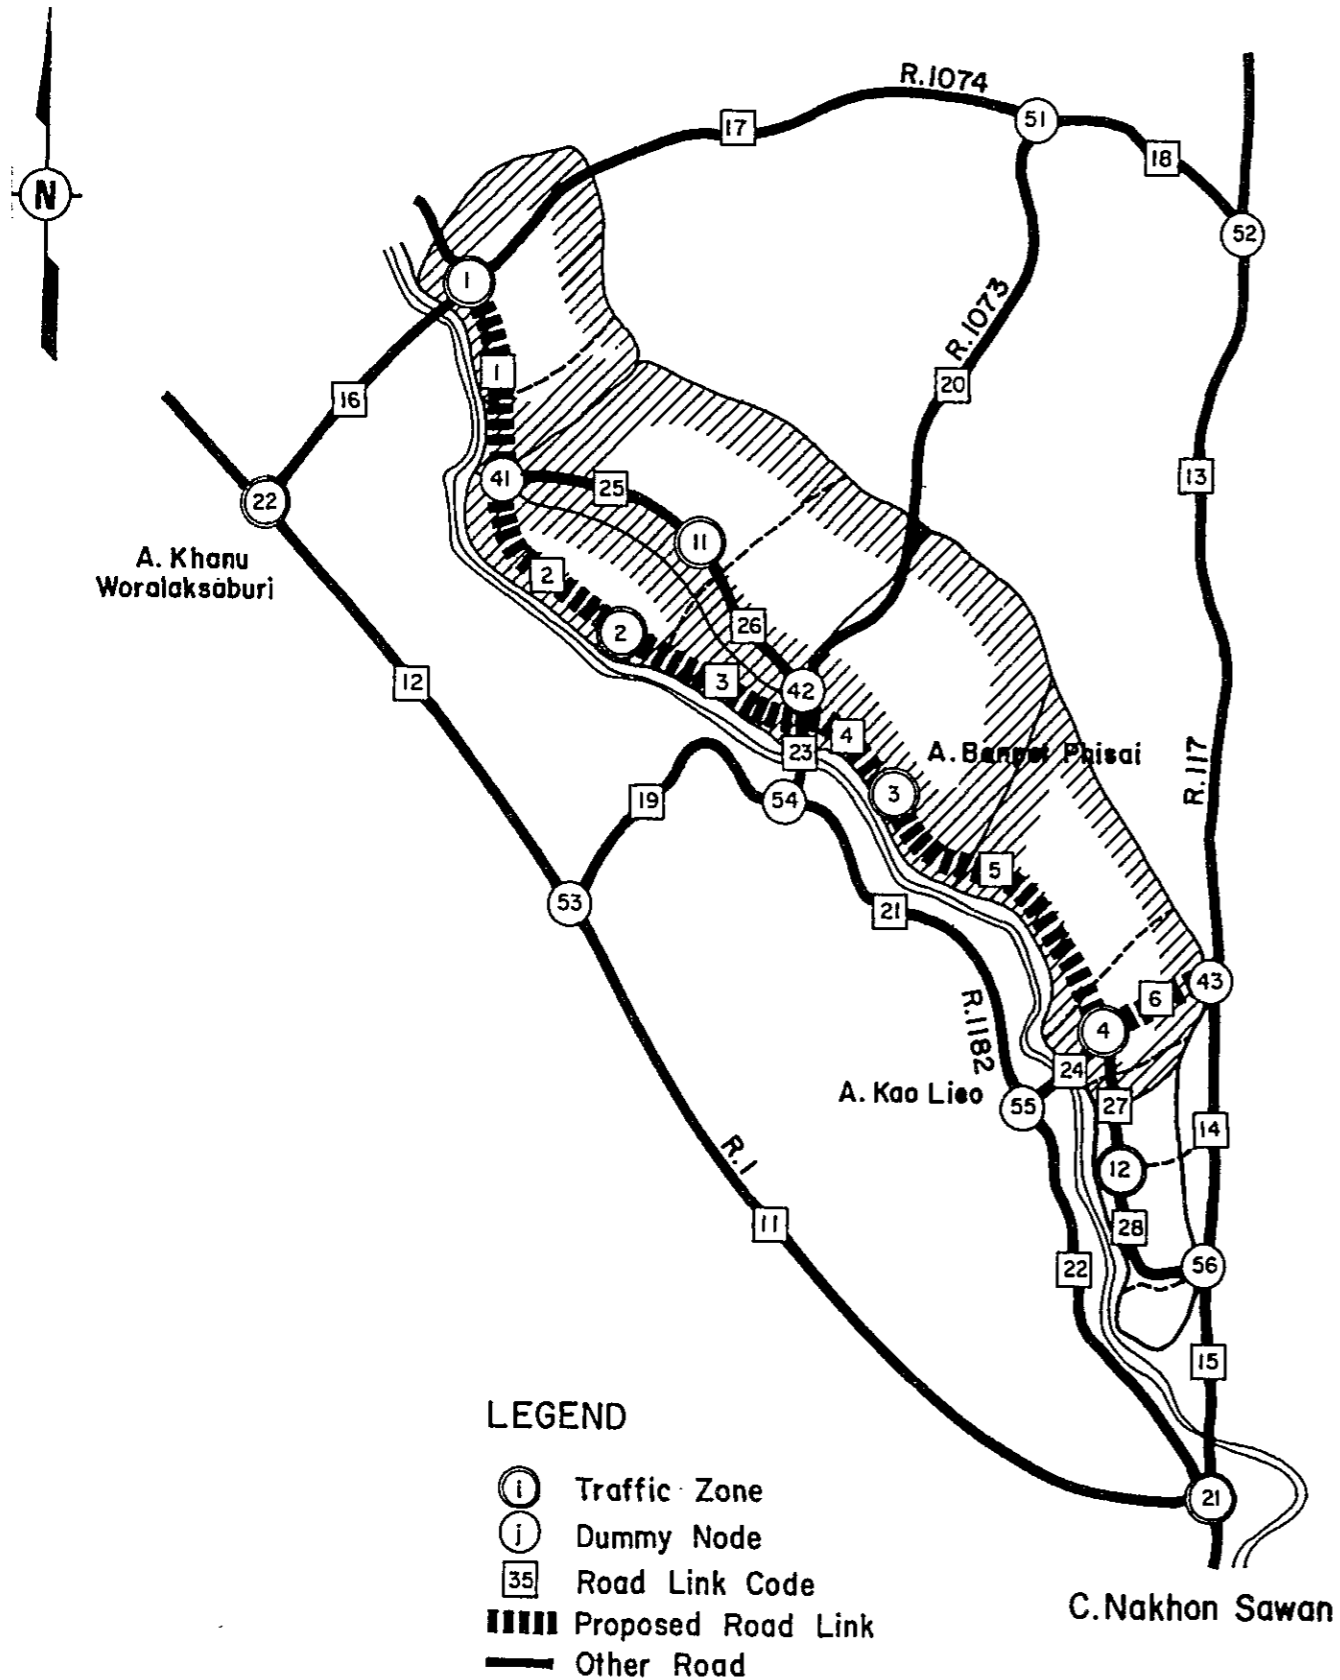 R.1074
51
17
18
N
52
1
R.1073
1
20
16
13
41
25
22
11
A. Khanu
Woralaksaburi
2
2
26
12
3
42
4
R.117
23
A. Banpot Phisai
3
19
54
5
53
21
43
6
R.1182
4
24
A. Kao Lieo
55
27
14
R.1
12
11
28
22
56
15
LEGEND
i Traffic Zone
21
j Dummy Node
35 Road Link Code
C. Nakhon Sawan
Proposed Road Link
Other Road